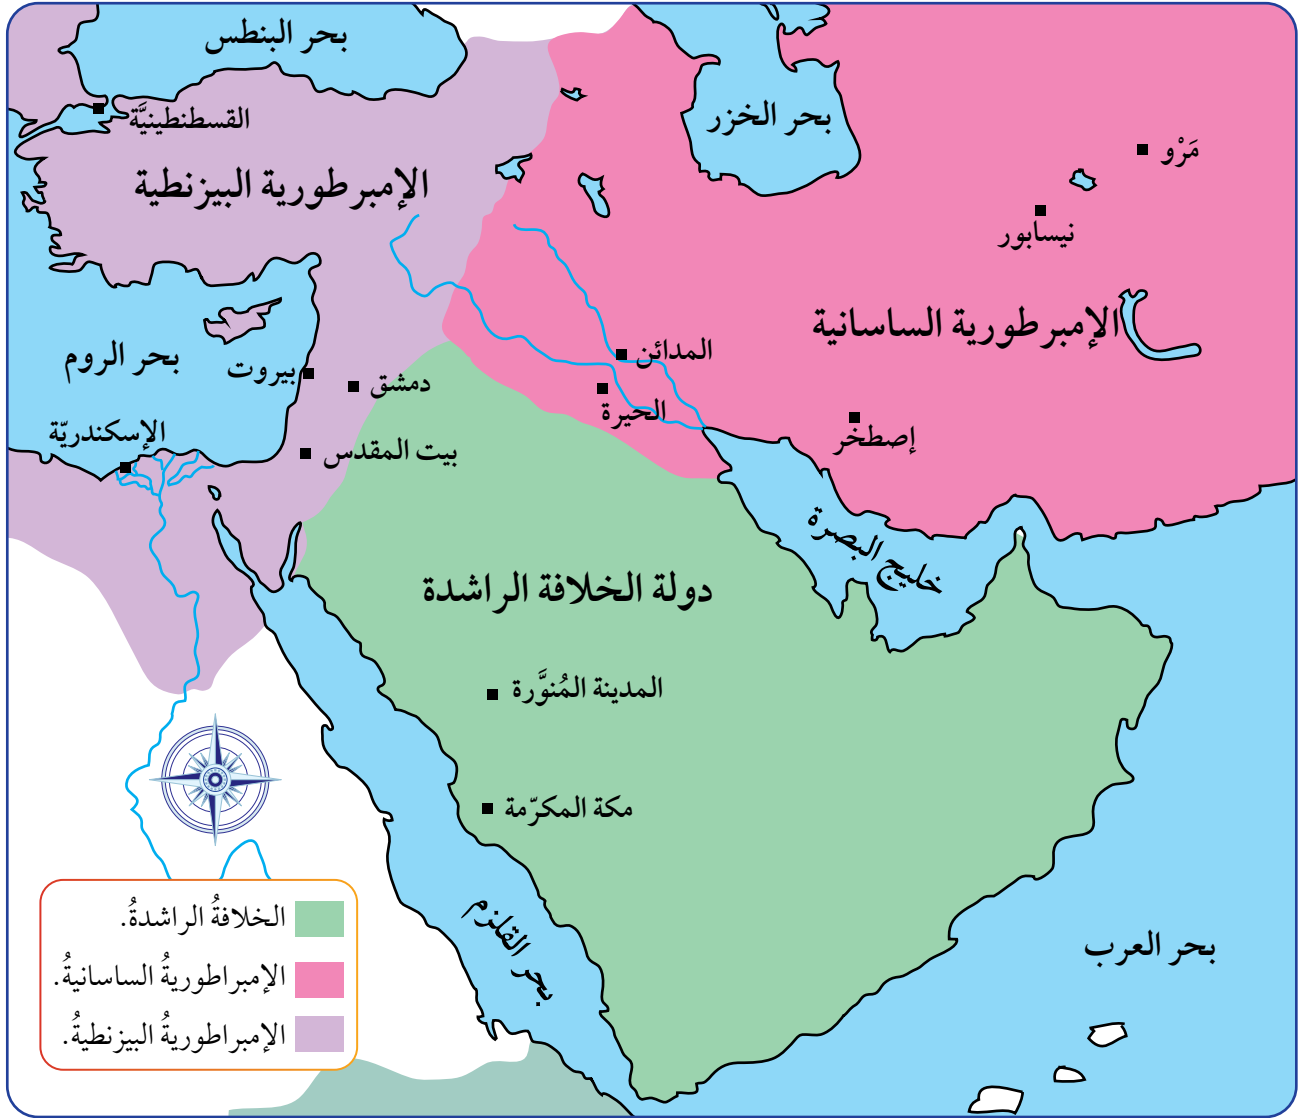 بحر البنطس
القسطنطينيَّة
بحر الخزر
مَرْو
الإمبرطورية البيزنطية
نيسابور
الإمبرطورية الساسانية
المدائن
بحر الروم
بيروت
دمشق
الحيرة
الإسكندريّة
إصطخر
بيت المقدس
خليج البصرة
دولة الخلافة الراشدة
المدينة المُنوَّرة
مكة المكرّمة
بحر القلزم
بحر العرب
الخلافةُ الراشدةُ.
الإمبراطوريةُ الساسانيةُ.
الإمبراطوريةُ البيزنطيةُ.